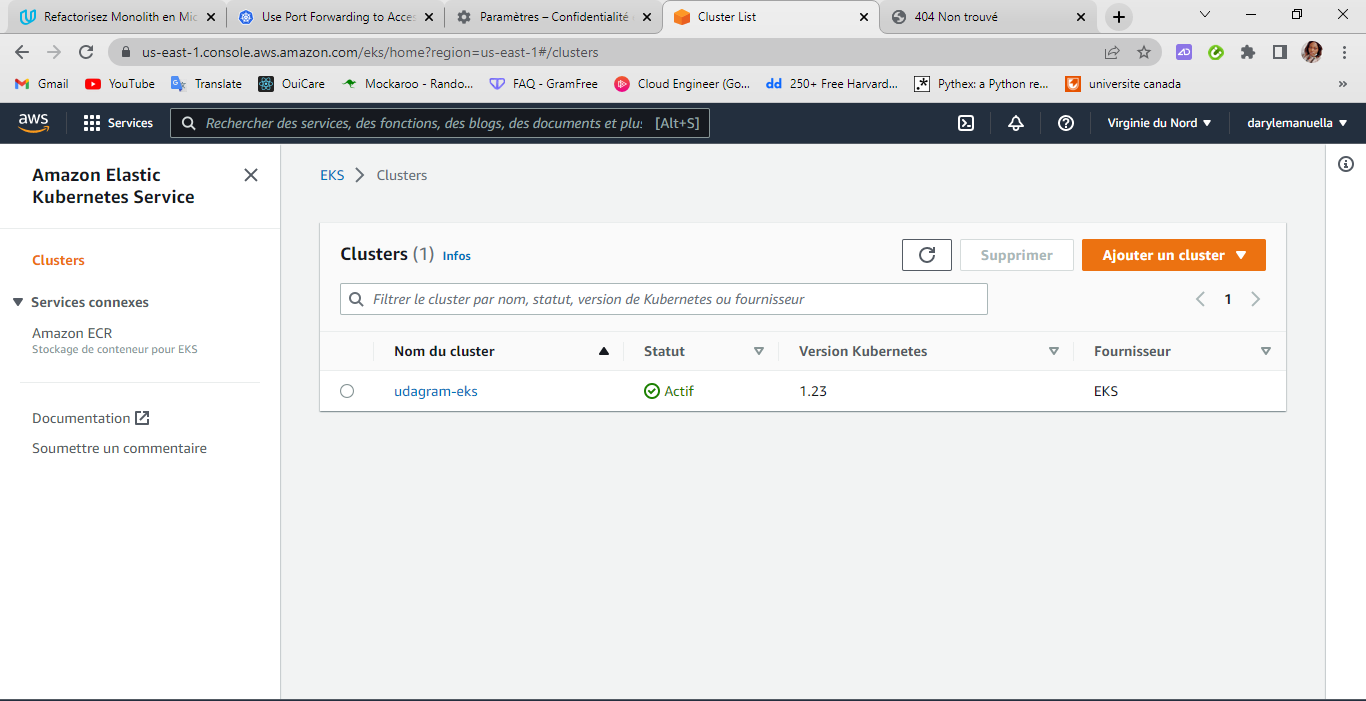 Refactorisez Monolith en Mic
Use Port Forwarding to Acces
Paramètres – Confidentialité
Cluster List
404 Non trouvé
us-east-1.console.aws.amazon.com/eks/home?region=us-east-1#/clusters
Gmail
YouTube
Translate
OuiCare
Mockaroo - Rando...
FAQ - GramFree
Cloud Engineer (Go...
dd
250+ Free Harvard...
Pythex: a Python re...
universite canada
»
aws
Services
Rechercher des services, des fonctions, des blogs, des documents et plu: [Alt+S]
Virginie du Nord
darylemanuella
Amazon Elastic
Kubernetes Service
Clusters
Services connexes
Amazon ECR
Stockage de conteneur pour EKS
Documentation
Soumettre un commentaire
EKS > Clusters
Clusters (1) Infos
Supprimer
Ajouter un cluster
Filtrer le cluster par nom, statut, version de Kubernetes ou fournisseur
1
Nom du cluster
Statut
Version Kubernetes
Fournisseur
udagram-eks
Actif
1.23
EKS